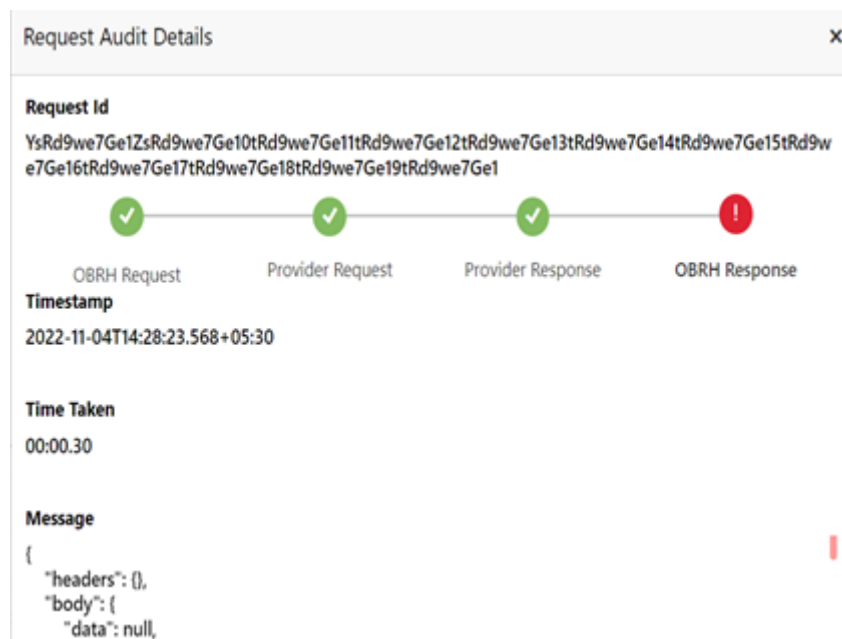 Request Audit Details
×
Request Id
YsRd9we7Ge1ZsRd9we7Ge10tRd9we7Ge11tRd9we7Ge12tRd9we7Ge13tRd9we7Ge14tRd9we7Ge15tRd9w
e7Ge16tRd9we7Ge17tRd9we7Ge18tRd9we7Ge19tRd9we7Ge1
OBRH Request
Provider Request
Provider Response
OBRH Response
Timestamp
2022-11-04T14:28:23.568+05:30
Time Taken
00:00.30
Message
{
"headers": {},
"body": {
"data": null,